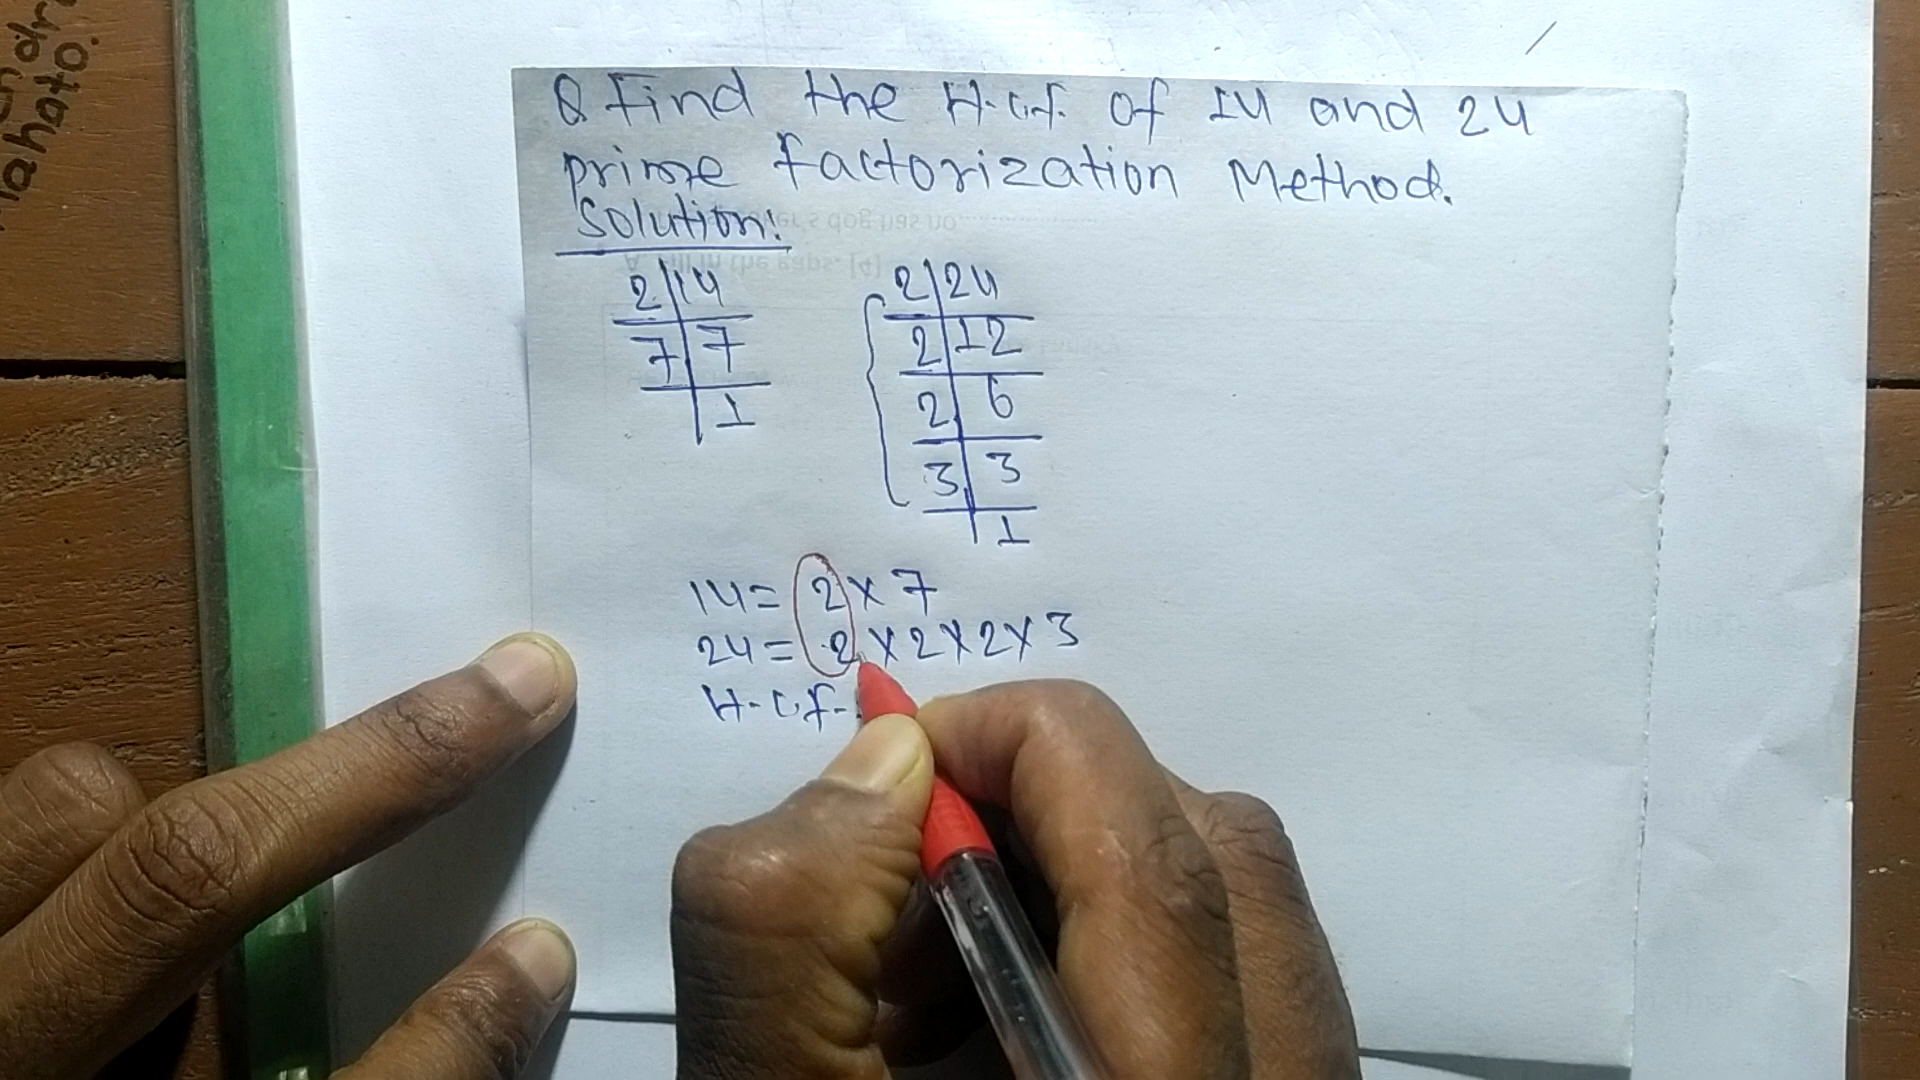 Q Find the H.C.F. of 14 and 24
prime factorization Method.
Solution:
2 14
7 7
1
2 24
2 12
2 6
3 3
1
14 = 2 × 7
24 = 2 × 2 × 2 × 3
H.C.F.
mahato.